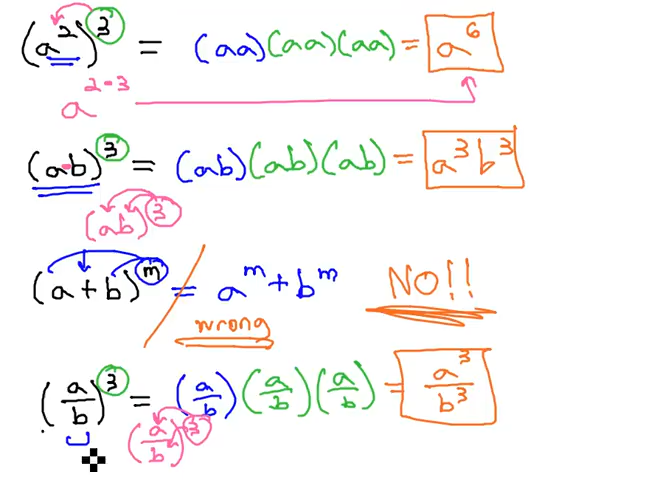 (a²)³ = (aa)(aa)(aa) = a⁶
a²·³
(a·b)³ = (ab)(ab)(ab) = a³b³
(ab)³
(a+b)ᵐ = aᵐ + bᵐ NO!!
wrong
(a/b)³ = (a/b)(a/b)(a/b) = a³/b³
(a/b)³